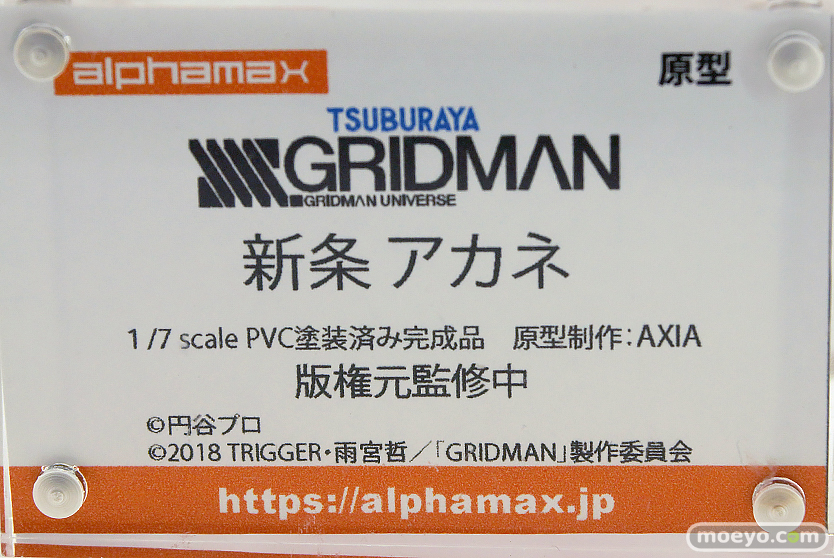 alphamax
原型
TSUBURAYA
GRIDMAN
GRIDMAN UNIVERSE
新条 アカネ
1/7 scale PVC塗装済み完成品　原型制作:AXIA
版権元監修中
©円谷プロ
©2018 TRIGGER・雨宮哲/「GRIDMAN」製作委員会
https://alphamax.jp
moeyo.com